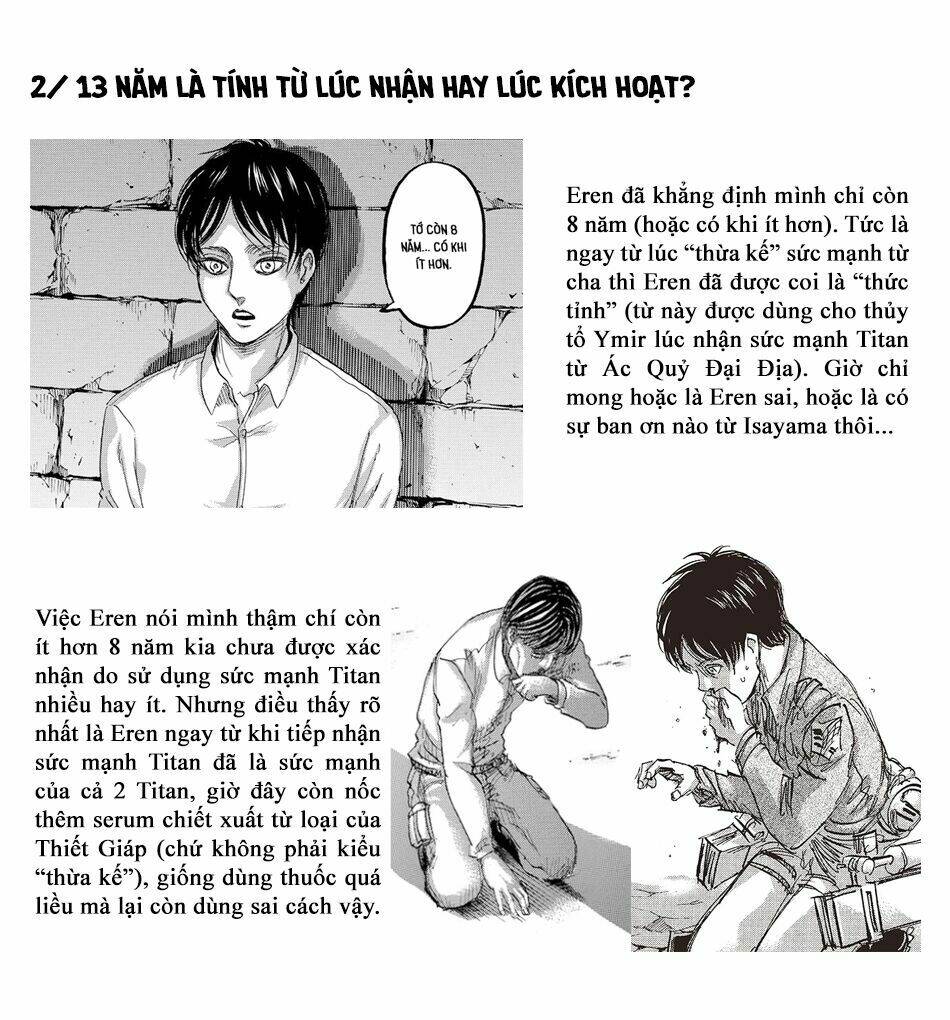 2/ 13 NĂM LÀ TÍNH TỪ LÚC NHẬN HAY LÚC KÍCH HOẠT?
TỚ CÒN 8
NĂM... CÓ KHI
ÍT HƠN.
Eren đã khẳng định mình chỉ còn
8 năm (hoặc có khi ít hơn). Tức là
ngay từ lúc “thừa kế” sức mạnh từ
cha thì Eren đã được coi là “thức
tỉnh” (từ này được dùng cho thủy
tổ Ymir lúc nhận sức mạnh Titan
từ Ác Quỷ Đại Địa). Giờ chỉ
mong hoặc là Eren sai, hoặc là có
sự ban ơn nào từ Isayama thôi...
Việc Eren nói mình thậm chí còn
ít hơn 8 năm kia chưa được xác
nhận do sử dụng sức mạnh Titan
nhiều hay ít. Nhưng điều thấy rõ
nhất là Eren ngay từ khi tiếp nhận
sức mạnh Titan đã là sức mạnh
của cả 2 Titan, giờ đây còn nốc
thêm serum chiết xuất từ loại của
Thiết Giáp (chứ không phải kiểu
“thừa kế”), giống dùng thuốc quá
liều mà lại còn dùng sai cách vậy.